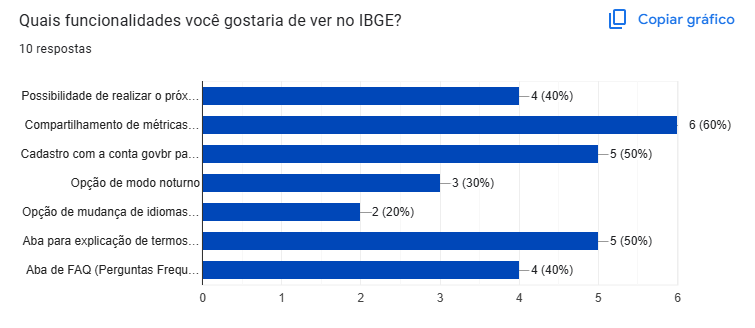 Quais funcionalidades você gostaria de ver no IBGE?
Copiar gráfico
10 respostas
Possibilidade de realizar o próx... 4 (40%)
Compartilhamento de métricas... 6 (60%)
Cadastro com a conta govbr pa... 5 (50%)
Opção de modo noturno 3 (30%)
Opção de mudança de idiomas... 2 (20%)
Aba para explicação de termos... 5 (50%)
Aba de FAQ (Perguntas Frequ... 4 (40%)
0 1 2 3 4 5 6